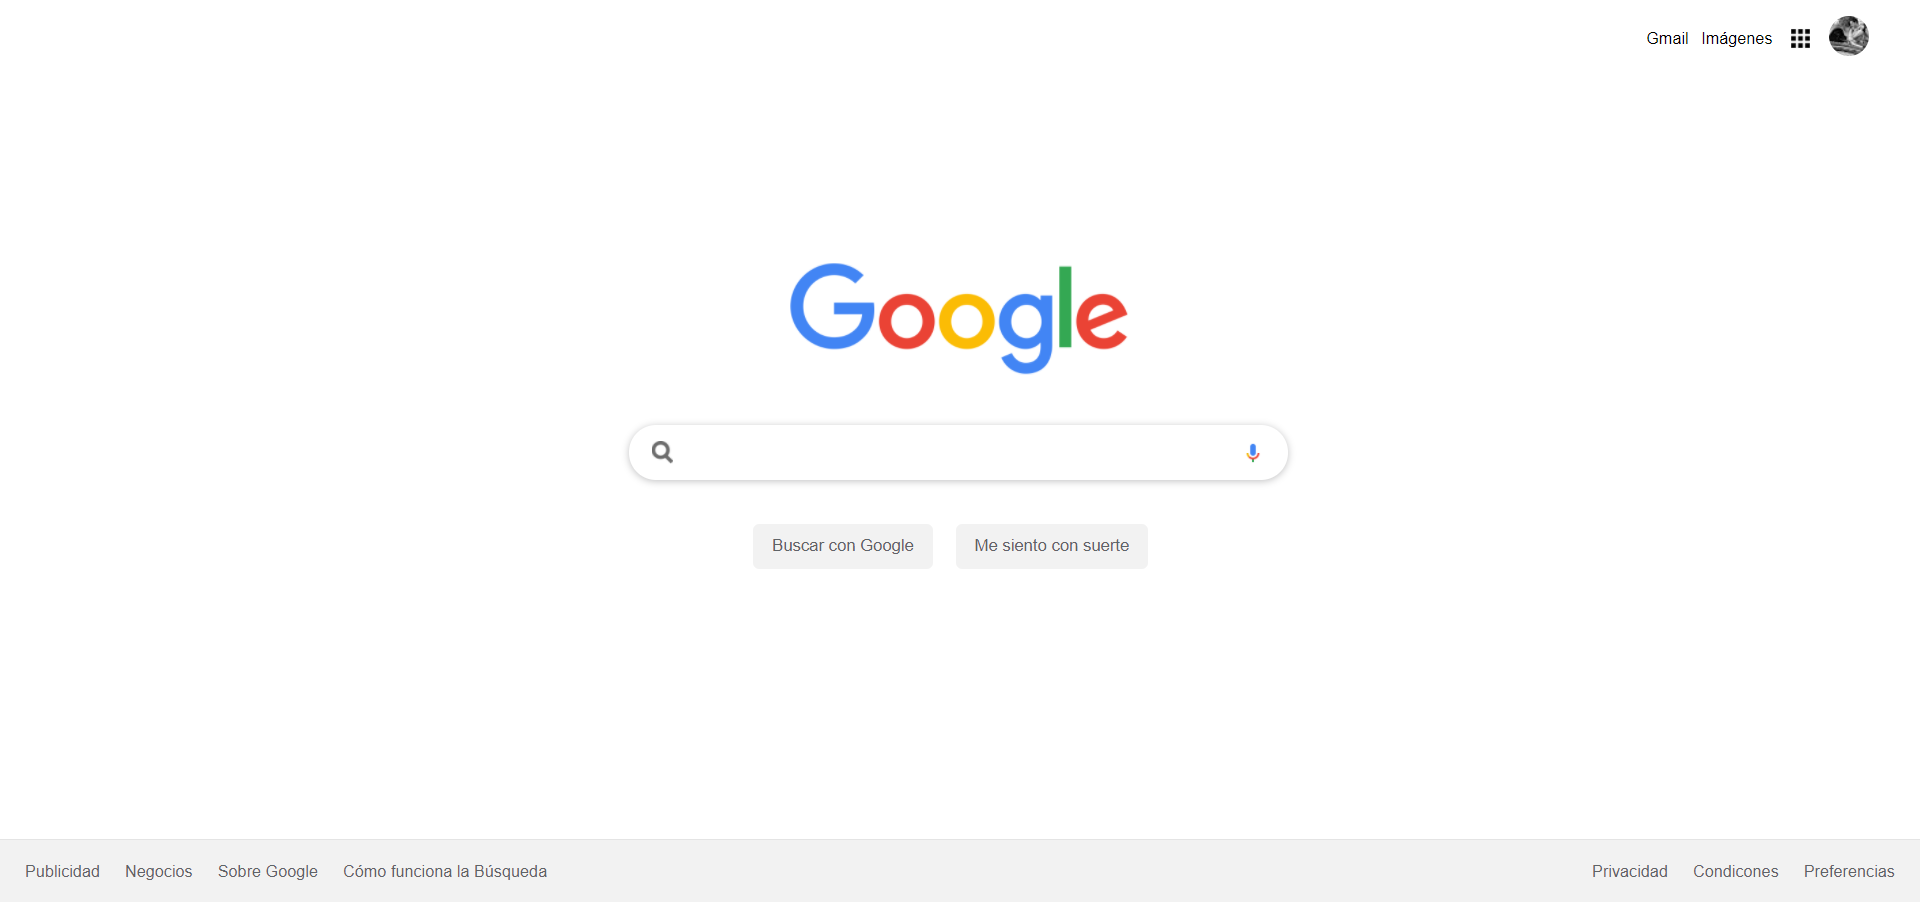 Gmail Imágenes
Google
Buscar con Google Me siento con suerte
Publicidad Negocios Sobre Google Cómo funciona la Búsqueda Privacidad Condicones Preferencias